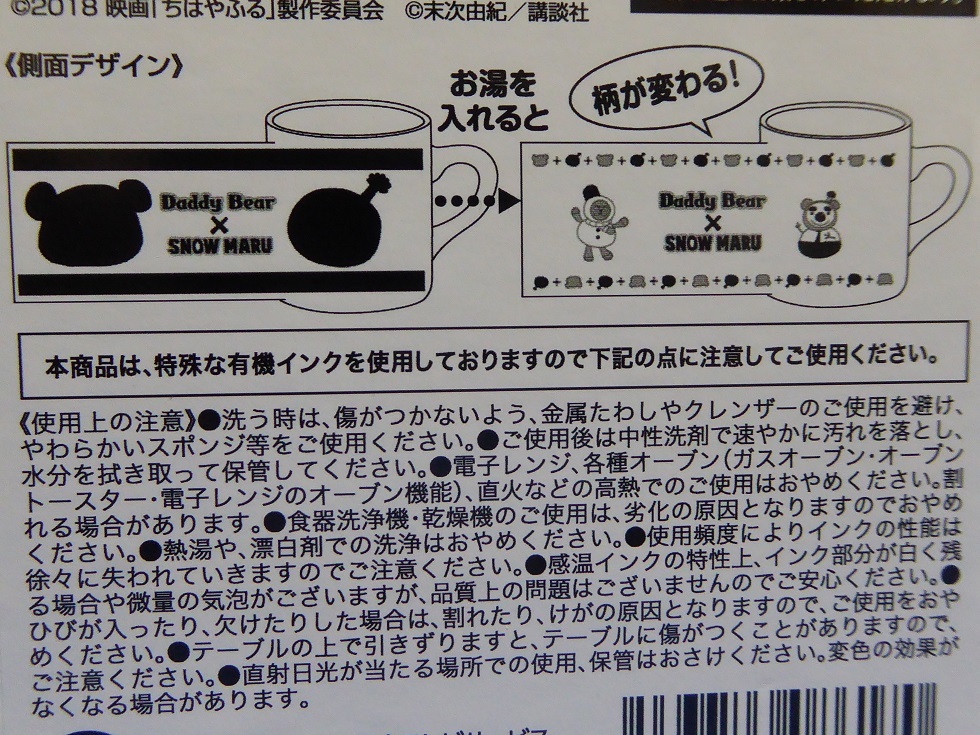 ©2018 映画「ちはやふる」製作委員会 ©末次由紀／講談社
《側面デザイン》
お湯を
入れると
柄が変わる！
Daddy Bear
×
SNOW MARU
Daddy Bear
×
SNOW MARU
本商品は、特殊な有機インクを使用しておりますので下記の点に注意してご使用ください。
《使用上の注意》●洗う時は、傷がつかないよう、金属たわしやクレンザーのご使用を避け、
やわらかいスポンジ等をご使用ください。●ご使用後は中性洗剤で速やかに汚れを落とし、
水分を拭き取って保管してください。●電子レンジ、各種オーブン（ガスオーブン・オーブン
トースター・電子レンジのオーブン機能）、直火などの高熱でのご使用はおやめください。割
れる場合があります。●食器洗浄機・乾燥機のご使用は、劣化の原因となりますのでおやめ
ください。●熱湯や、漂白剤での洗浄はおやめください。●使用頻度によりインクの性能は
徐々に失われていきますのでご注意ください。●感温インクの特性上、インク部分が白く残
る場合や微量の気泡がございますが、品質上の問題はございませんのでご安心ください。●
ひびが入ったり、欠けたりした場合は、割れたり、けがの原因となりますので、ご使用をおや
めください。●テーブルの上で引きずりますと、テーブルに傷がつくことがありますので、
ご注意ください。●直射日光が当たる場所での使用、保管はおさけください。変色の効果が
なくなる場合があります。